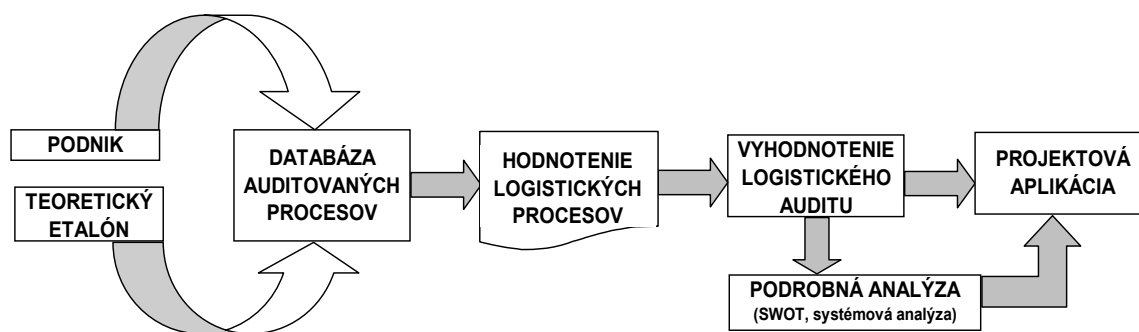 PODNIK
TEORETICKÝ
ETALÓN
DATABÁZA
AUDITOVANÝCH
PROCESOV
HODNOTENIE
LOGISTICKÝCH
PROCESOV
VYHODNOTENIE
LOGISTICKÉHO
AUDITU
PROJEKTOVÁ
APLIKÁCIA
PODROBNÁ ANALÝZA
(SWOT, systémová analýza)